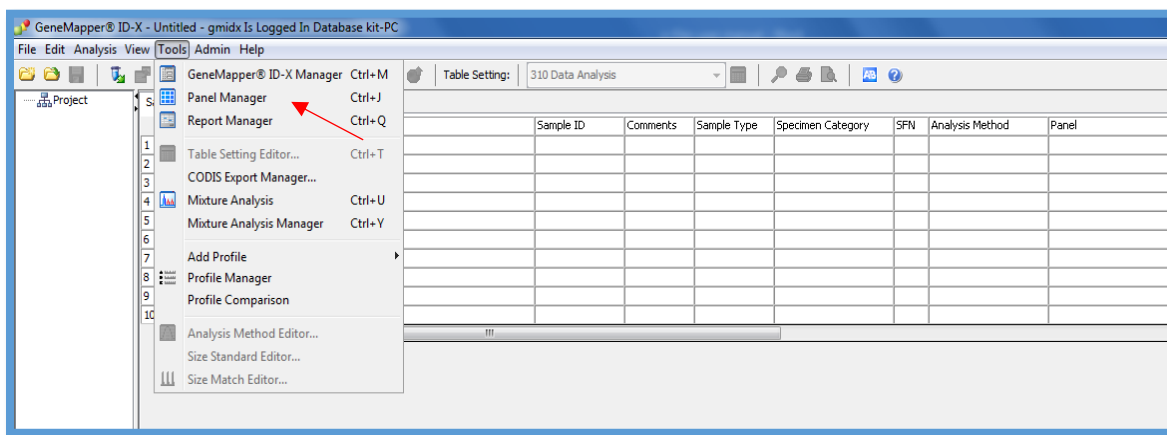 GeneMapper® ID-X - Untitled - gmidx Is Logged In Database kit-PC
File Edit Analysis View Tools Admin Help
GeneMapper® ID-X Manager Ctrl+M
Table Setting: 310 Data Analysis
Project
Panel Manager Ctrl+J
Report Manager Ctrl+Q
Sample ID Comments Sample Type Specimen Category SFN Analysis Method Panel
1
Table Setting Editor... Ctrl+T
2
CODIS Export Manager...
3
4 Mixture Analysis Ctrl+U
5 Mixture Analysis Manager Ctrl+Y
6
7 Add Profile
8 Profile Manager
9 Profile Comparison
10
Analysis Method Editor...
Size Standard Editor...
Size Match Editor...